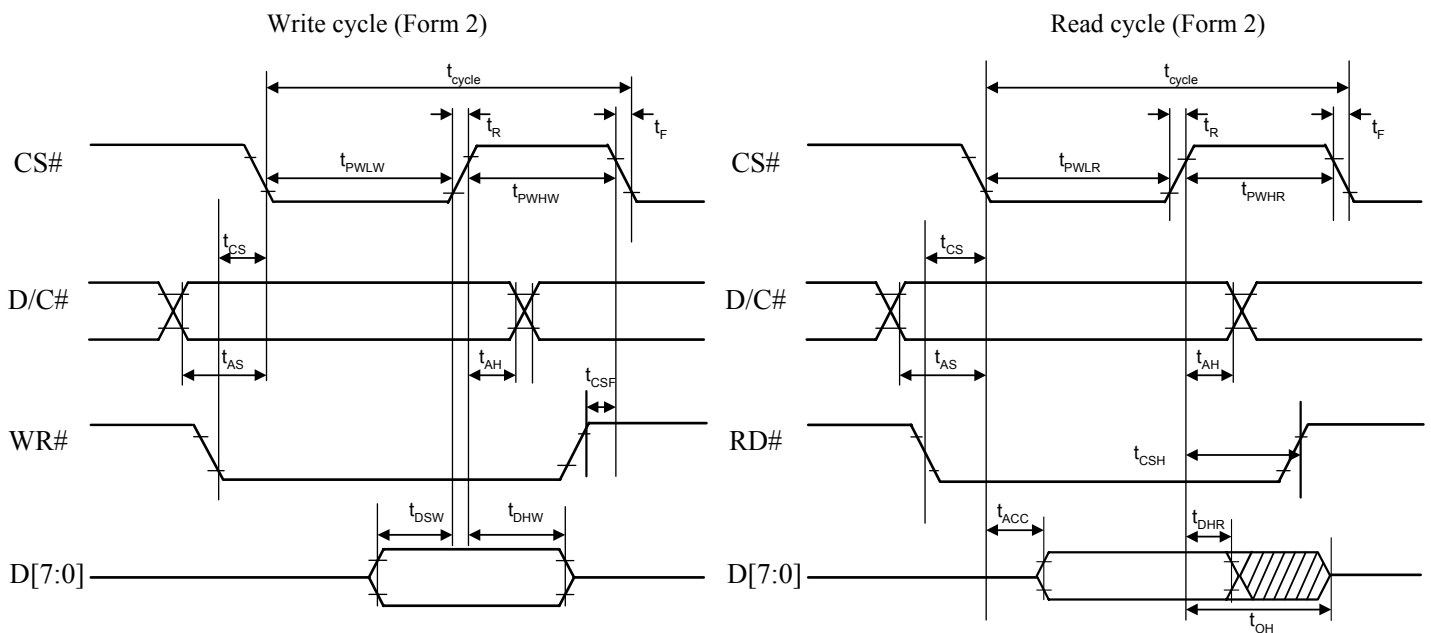 Write cycle (Form 2)
tcycle
tR
tF
CS#
tPWLW
tPWHW
tCS
D/C#
tAS
tAH
tCSF
WR#
tDSW
tDHW
D[7:0]
Read cycle (Form 2)
tcycle
tR
tF
CS#
tPWLR
tPWHR
tCS
D/C#
tAS
tAH
RD#
tCSH
tACC
tDHR
D[7:0]
tOH